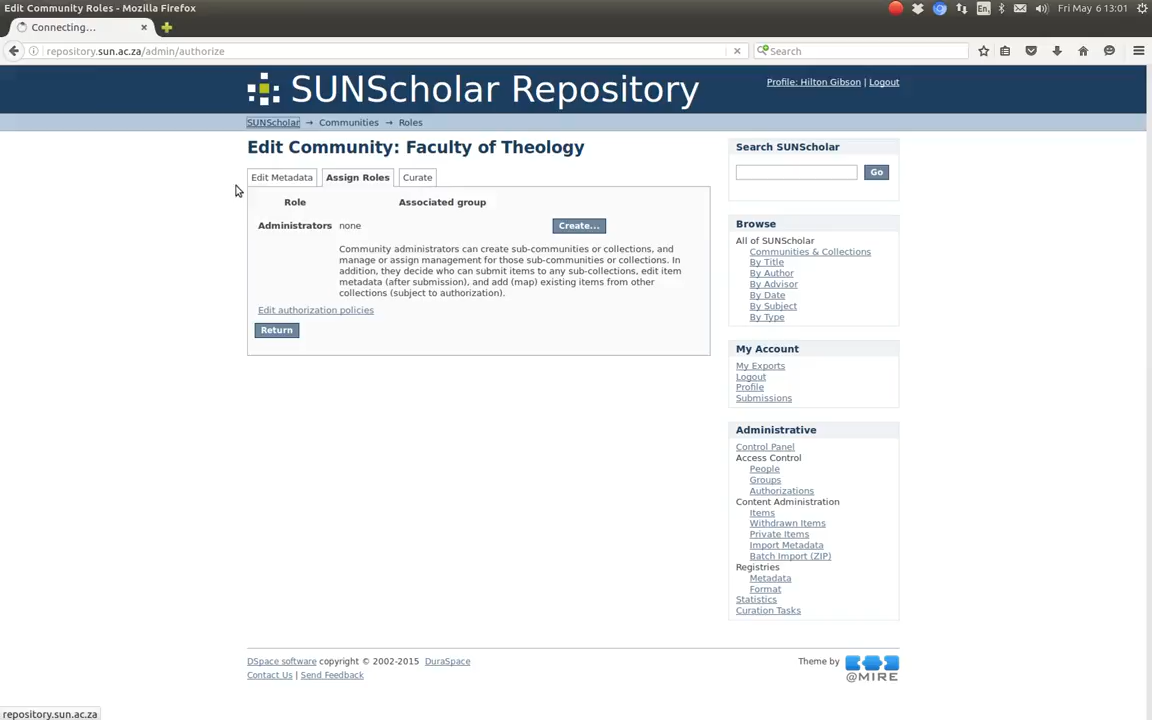 Edit Community Roles - Mozilla Firefox
En
Fri May 6 13:01
Connecting...
repository.sun.ac.za/admin/authorize
Search
SUNScholar Repository
Profile: Hilton Gibson | Logout
SUNScholar → Communities → Roles
Edit Community: Faculty of Theology
Edit Metadata
Assign Roles
Curate
Role
Associated group
Administrators
none
Create...
Community administrators can create sub-communities or collections, and
manage or assign management for those sub-communities or collections. In
addition, they decide who can submit items to any sub-collections, edit item
metadata (after submission), and add (map) existing items from other
collections (subject to authorization).
Edit authorization policies
Return
Search SUNScholar
Go
Browse
All of SUNScholar
Communities & Collections
By Title
By Author
By Advisor
By Date
By Subject
By Type
My Account
My Exports
Logout
Profile
Submissions
Administrative
Control Panel
Access Control
People
Groups
Authorizations
Content Administration
Items
Withdrawn Items
Private Items
Import Metadata
Batch Import (ZIP)
Registries
Metadata
Format
Statistics
Curation Tasks
DSpace software copyright © 2002-2015 DuraSpace
Contact Us | Send Feedback
Theme by
@MIRE
repository.sun.ac.za